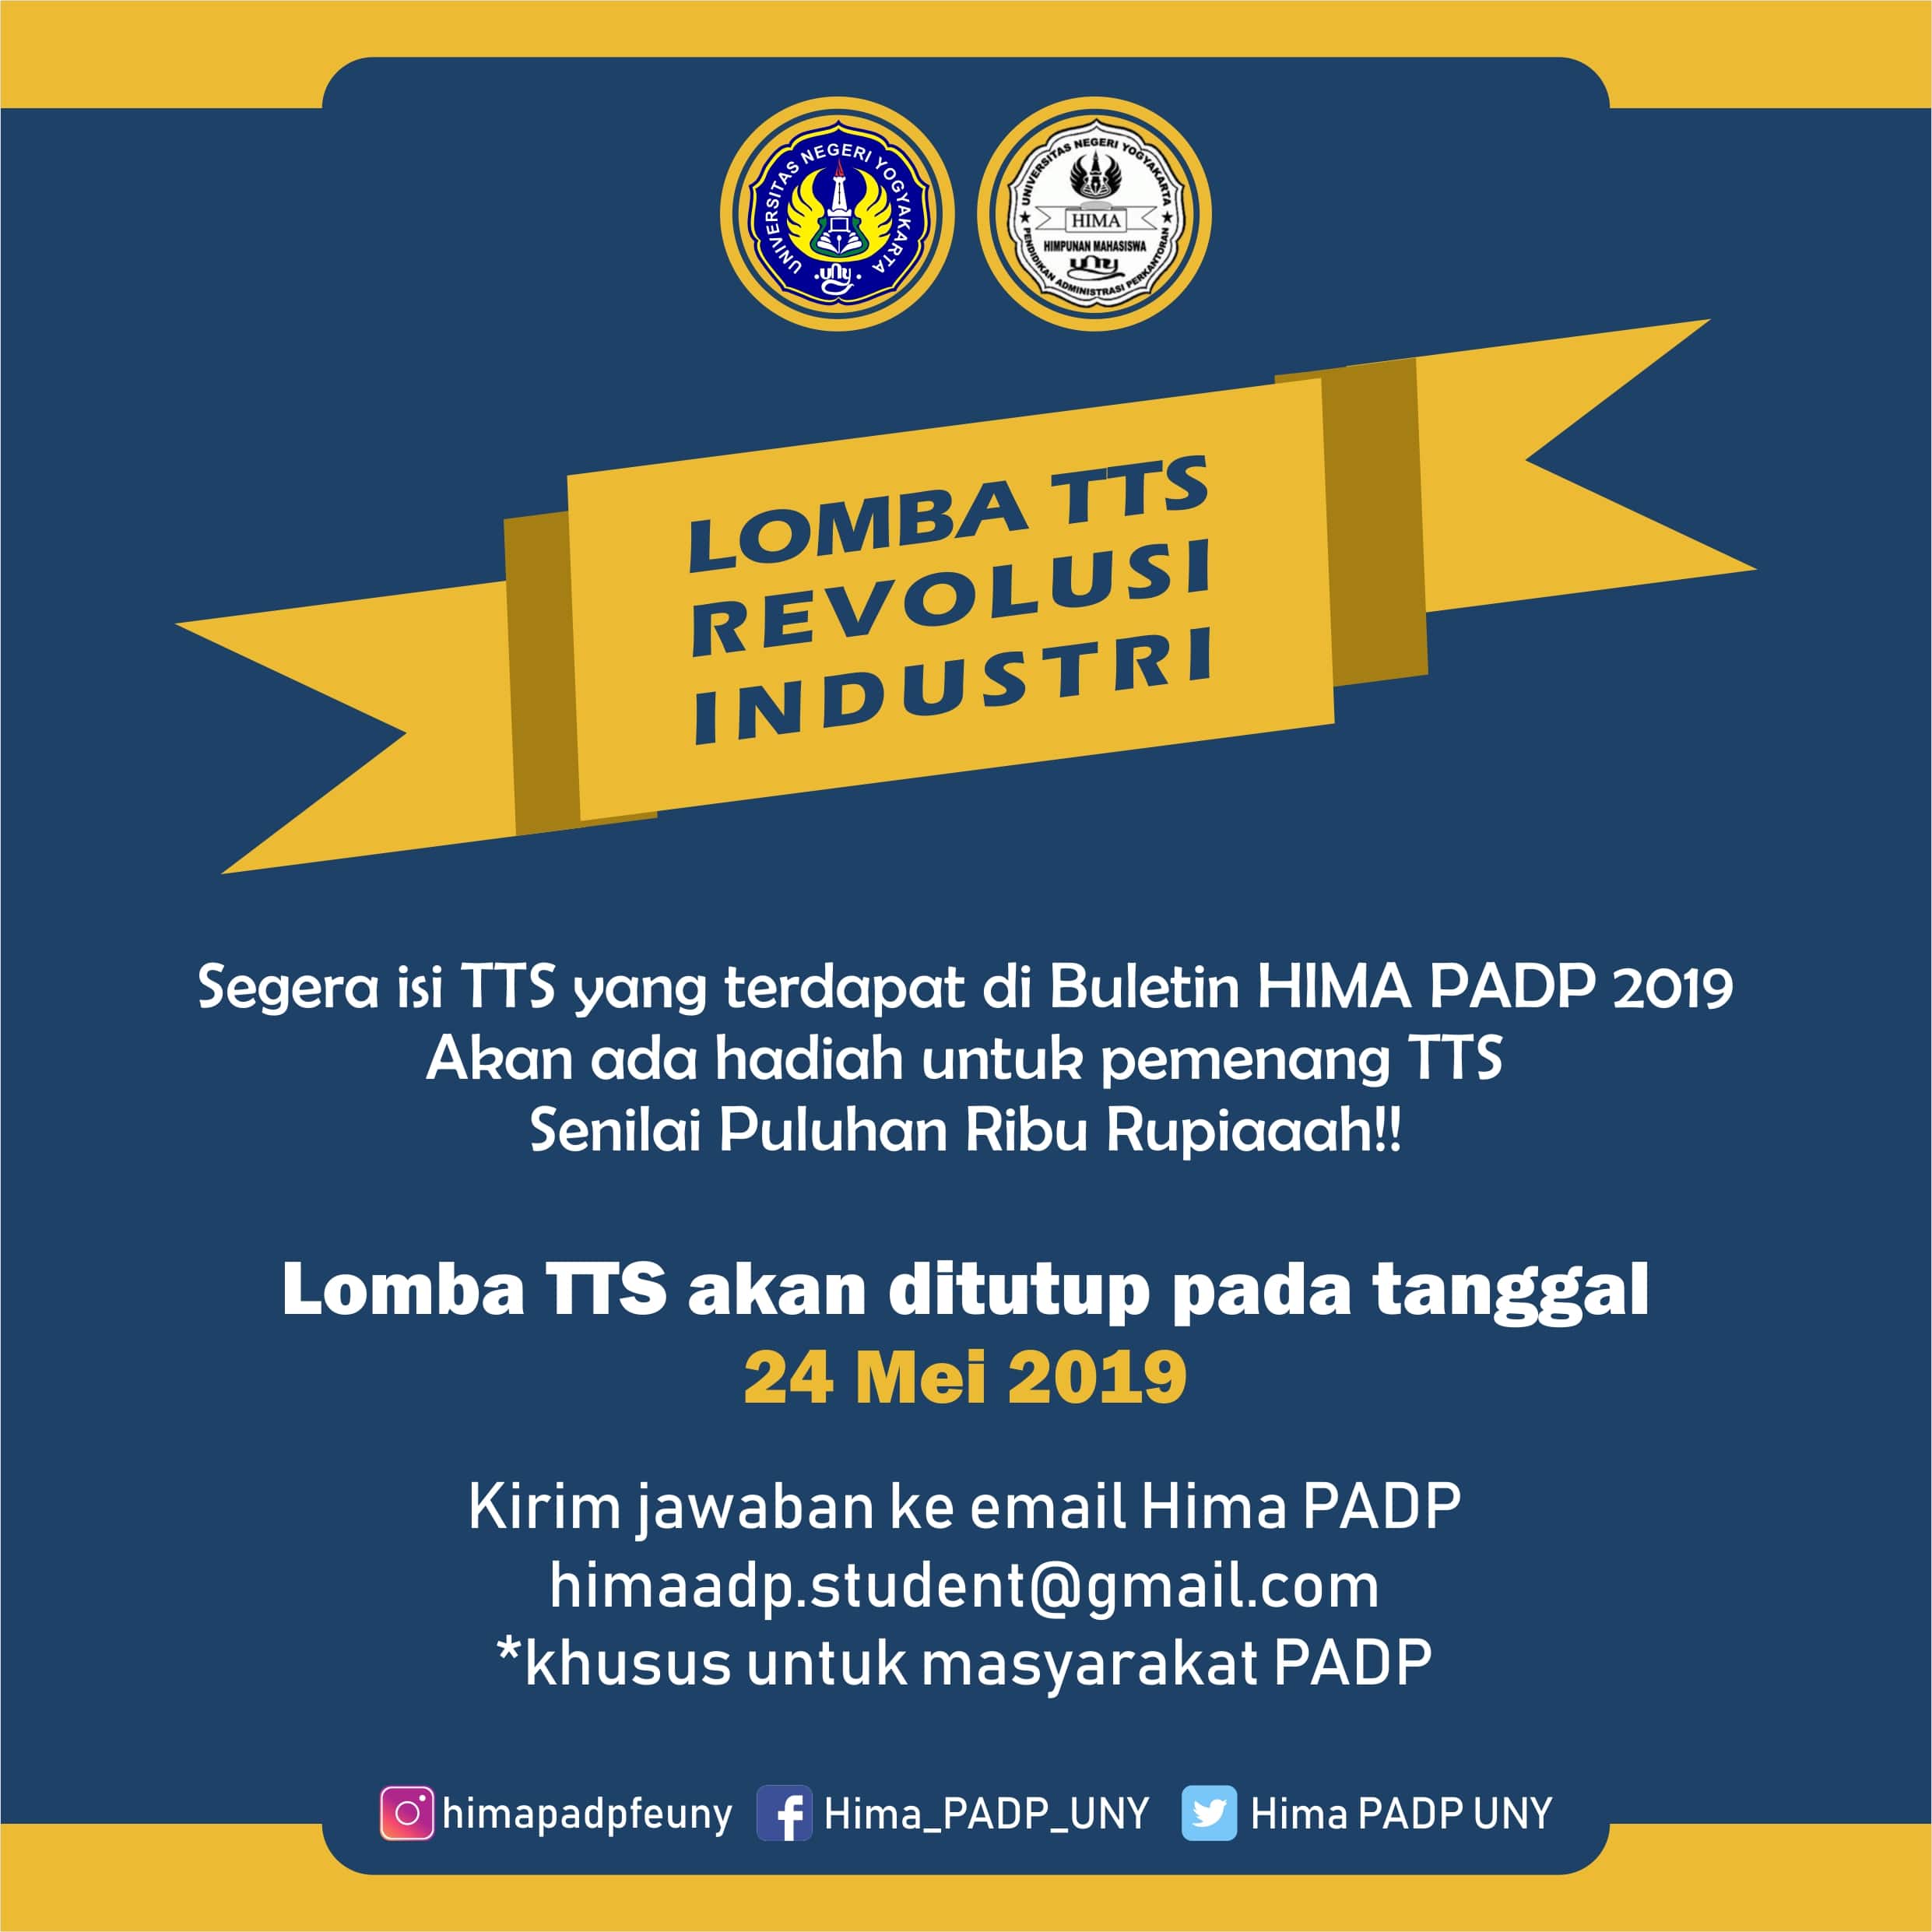 UNIVERSITAS NEGERI YOGYAKARTA
uny
UNIVERSITAS NEGERI YOGYAKARTA
HIMA
HIMPUNAN MAHASISWA
uny
PENDIDIKAN ADMINISTRASI PERKANTORAN
LOMBA TTS
REVOLUSI
INDUSTRI
Segera isi TTS yang terdapat di Buletin HIMA PADP 2019
Akan ada hadiah untuk pemenang TTS
Senilai Puluhan Ribu Rupiaaah!!
Lomba TTS akan ditutup pada tanggal
24 Mei 2019
Kirim jawaban ke email Hima PADP
himaadp.student@gmail.com
*khusus untuk masyarakat PADP
himapadpfeuny Hima_PADP_UNY Hima PADP UNY